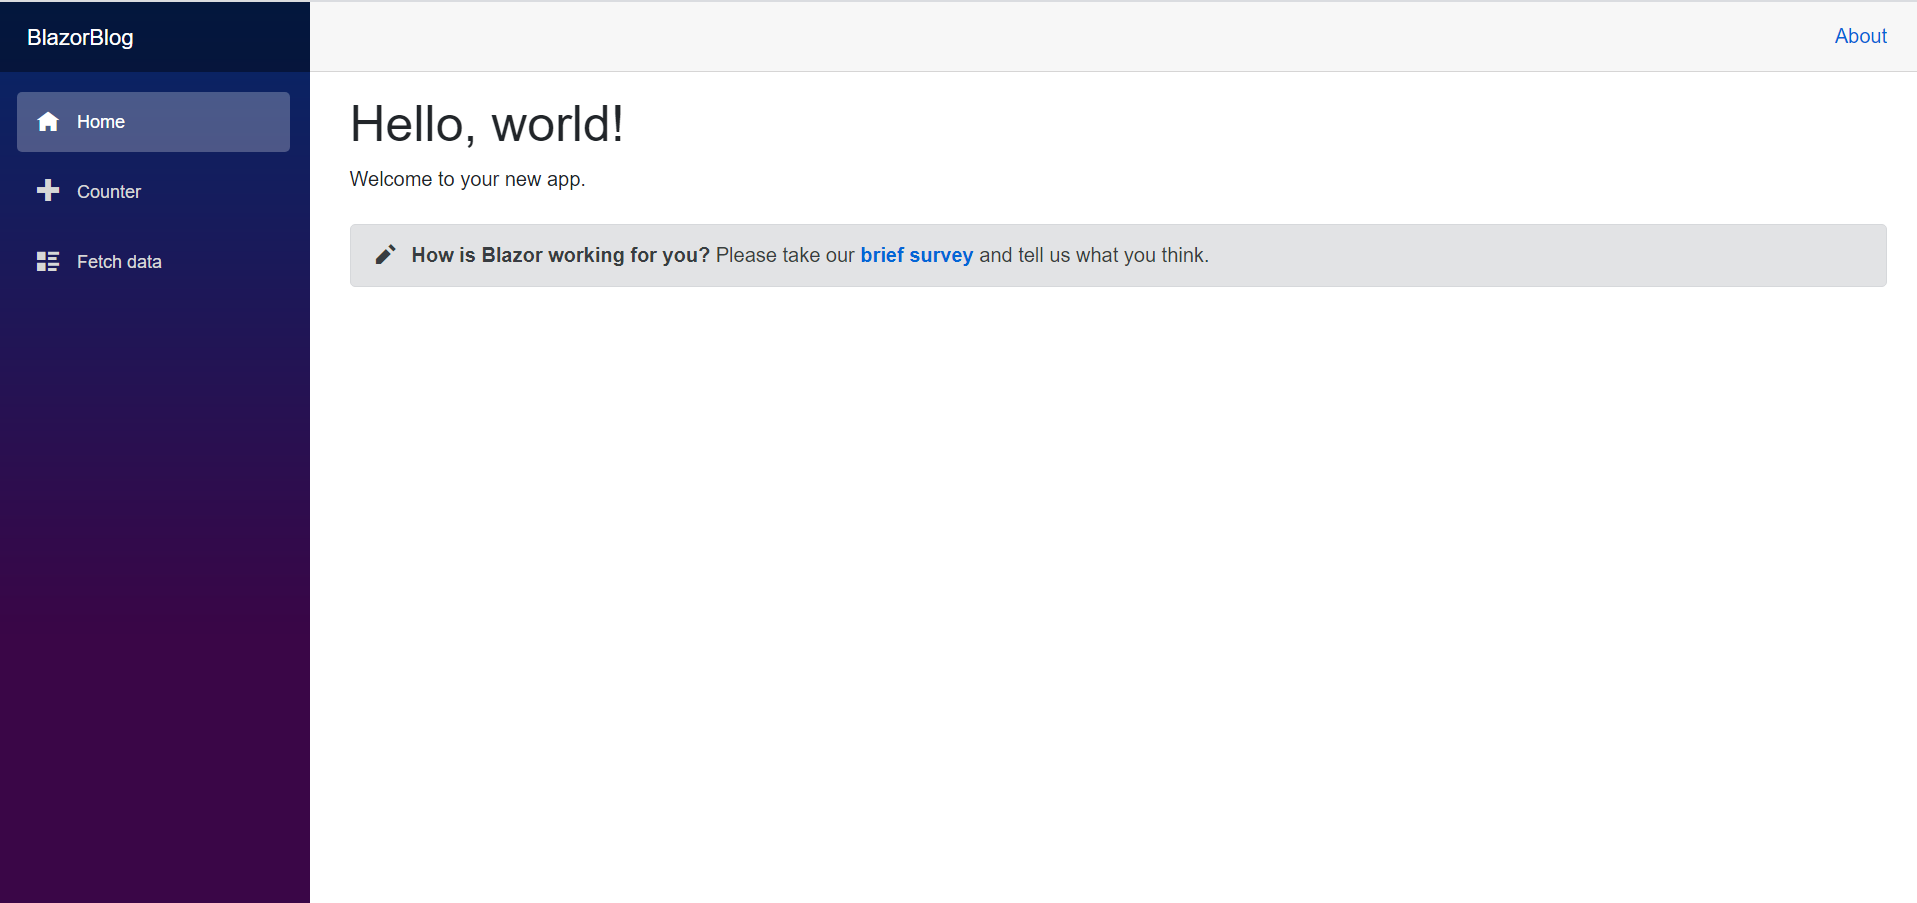 BlazorBlog
About
Home
Counter
Fetch data
Hello, world!
Welcome to your new app.
How is Blazor working for you? Please take our brief survey and tell us what you think.